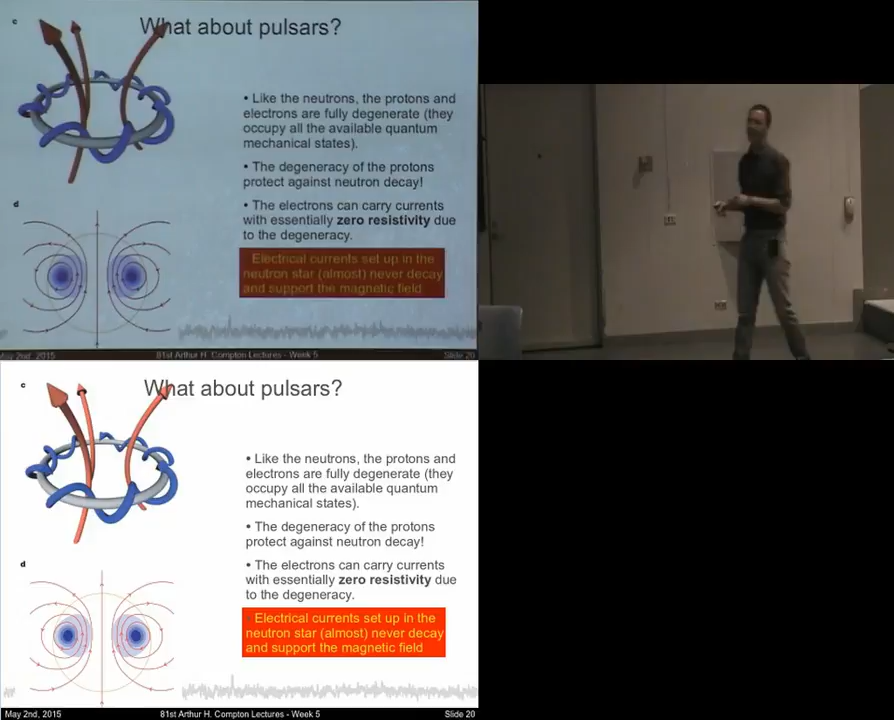 c
What about pulsars?
• Like the neutrons, the protons and
electrons are fully degenerate (they
occupy all the available quantum
mechanical states).
• The degeneracy of the protons
protect against neutron decay!
d
• The electrons can carry currents
with essentially zero resistivity due
to the degeneracy.
Electrical currents set up in the
neutron star (almost) never decay
and support the magnetic field
May 2nd, 2015
81st Arthur H. Compton Lectures - Week 5
Slide 20
c
What about pulsars?
• Like the neutrons, the protons and
electrons are fully degenerate (they
occupy all the available quantum
mechanical states).
• The degeneracy of the protons
protect against neutron decay!
d
• The electrons can carry currents
with essentially zero resistivity due
to the degeneracy.
• Electrical currents set up in the
neutron star (almost) never decay
and support the magnetic field
May 2nd, 2015
81st Arthur H. Compton Lectures - Week 5
Slide 20